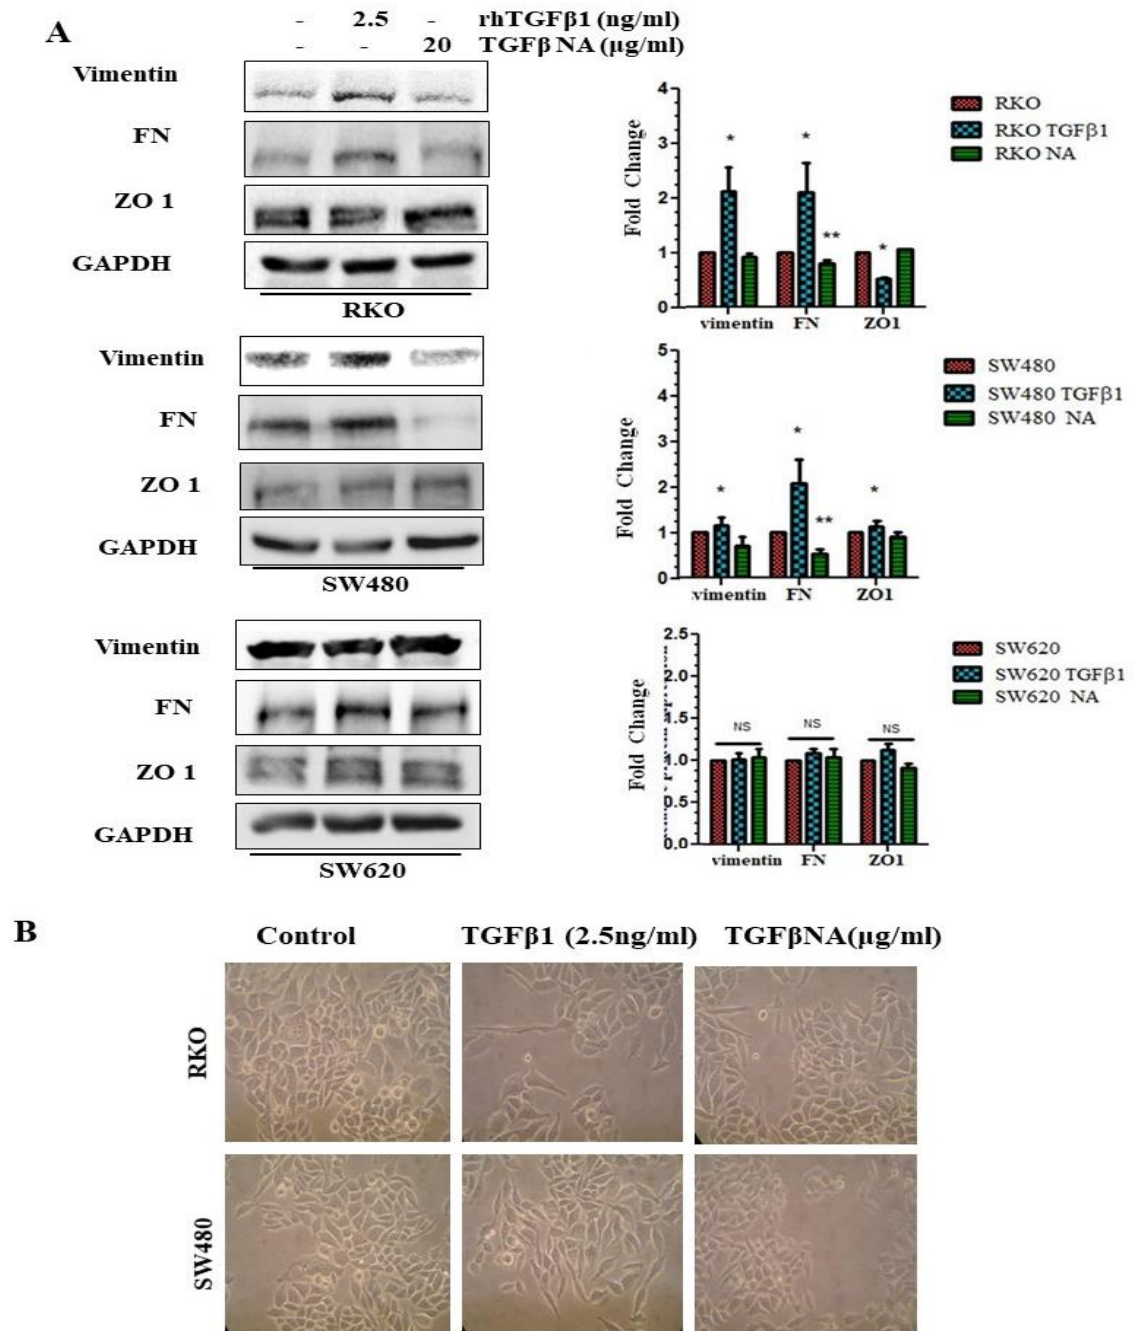 A
- 2.5 - rhTGFβ1 (ng/ml)
- - 20 TGFβ NA (μg/ml)
Vimentin
FN
ZO 1
GAPDH
RKO
4
3
2
1
0
Fold Change
* * ** *
vimentin FN ZO1
RKO
RKO TGFβ1
RKO NA
Vimentin
FN
ZO 1
GAPDH
SW480
5
4
3
2
1
0
Fold Change
* * ** *
vimentin FN ZO1
SW480
SW480 TGFβ1
SW480 NA
Vimentin
FN
ZO 1
GAPDH
SW620
2.5
2.0
1.5
1.0
0.5
0.0
Fold Change
NS NS NS
vimentin FN ZO1
SW620
SW620 TGFβ1
SW620 NA
B
Control TGFβ1 (2.5ng/ml) TGFβNA(μg/ml)
RKO
SW480